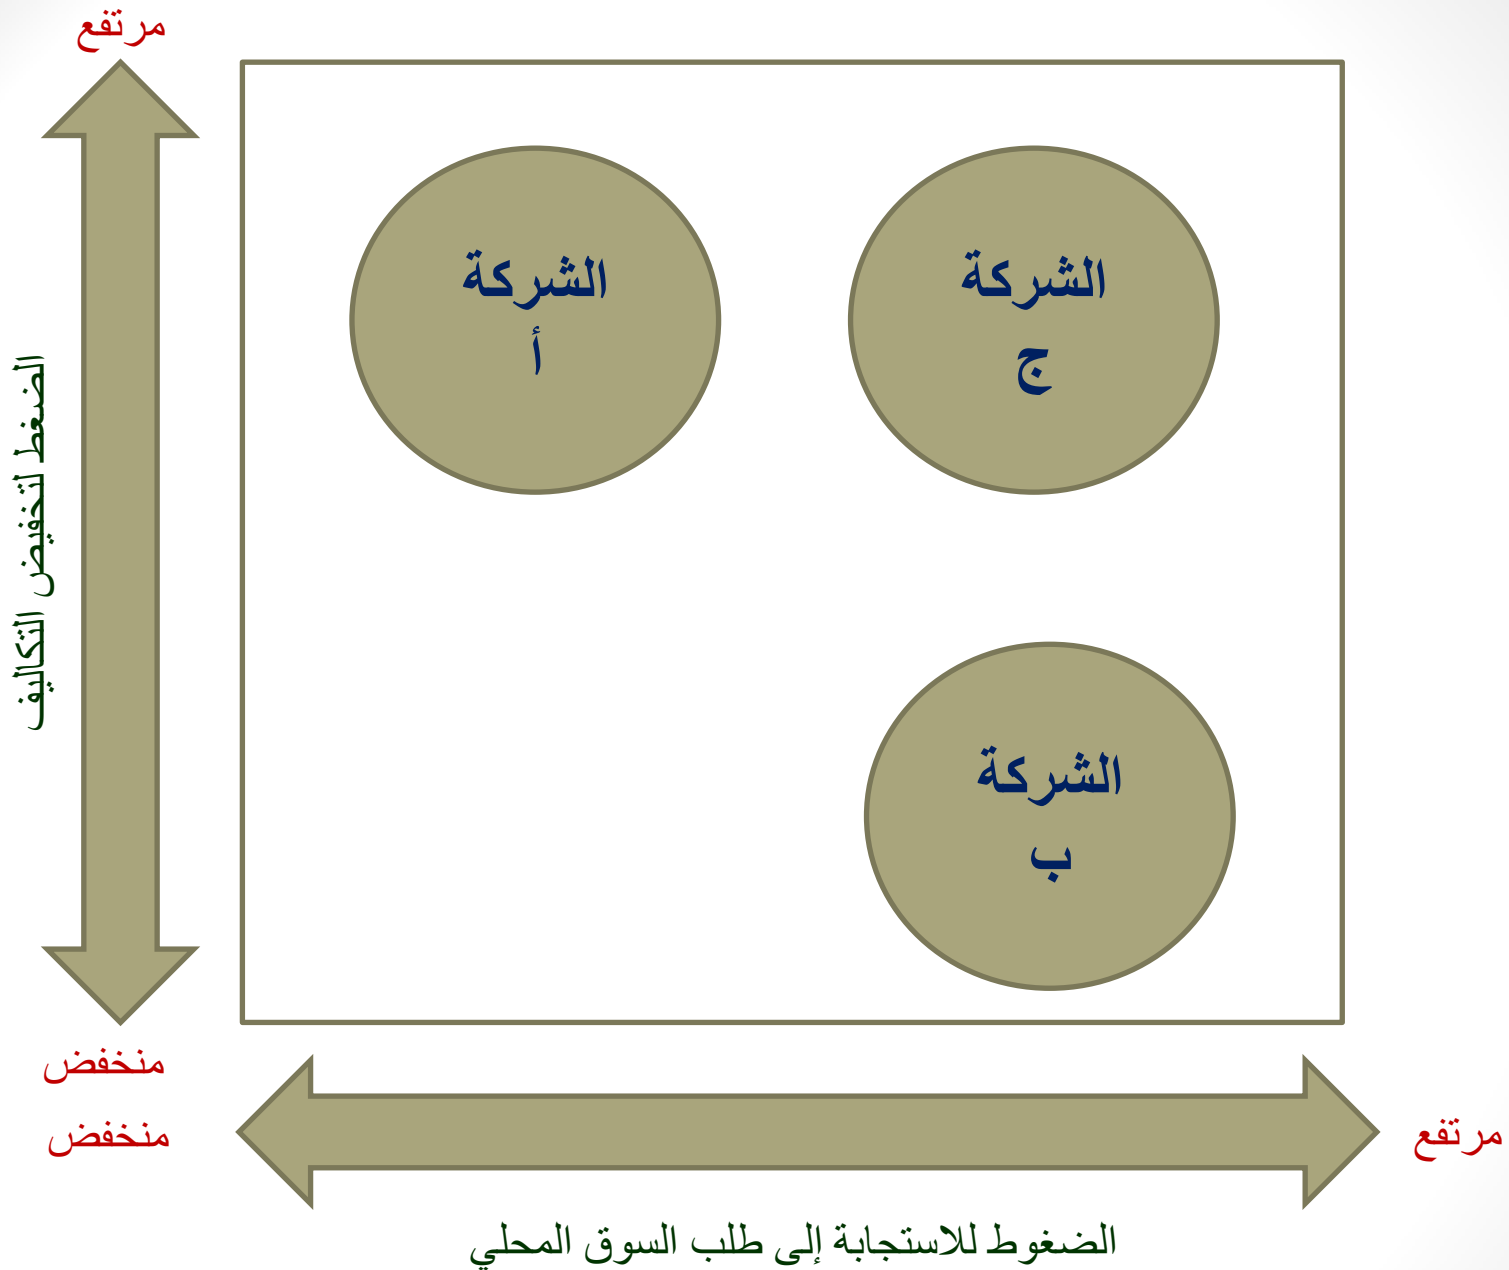 مرتفع
الشركة
أ
الشركة
ج
الضغط لتخفيض التكاليف
الشركة
ب
منخفض
منخفض
مرتفع
الضغوط للاستجابة إلى طلب السوق المحلي